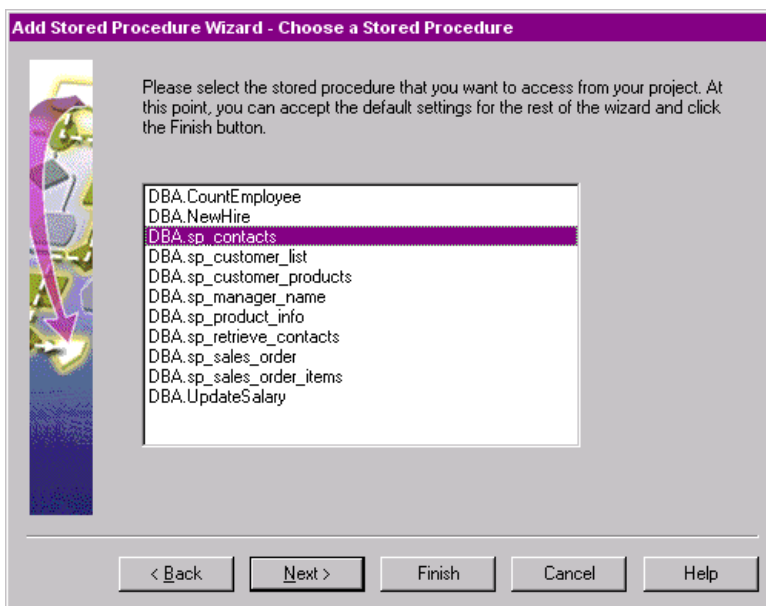 Add Stored Procedure Wizard - Choose a Stored Procedure
Please select the stored procedure that you want to access from your project. At
this point, you can accept the default settings for the rest of the wizard and click
the Finish button.
DBA.CountEmployee
DBA.NewHire
DBA.sp_contacts
DBA.sp_customer_list
DBA.sp_customer_products
DBA.sp_manager_name
DBA.sp_product_info
DBA.sp_retrieve_contacts
DBA.sp_sales_order
DBA.sp_sales_order_items
DBA.UpdateSalary
< Back Next > Finish Cancel Help